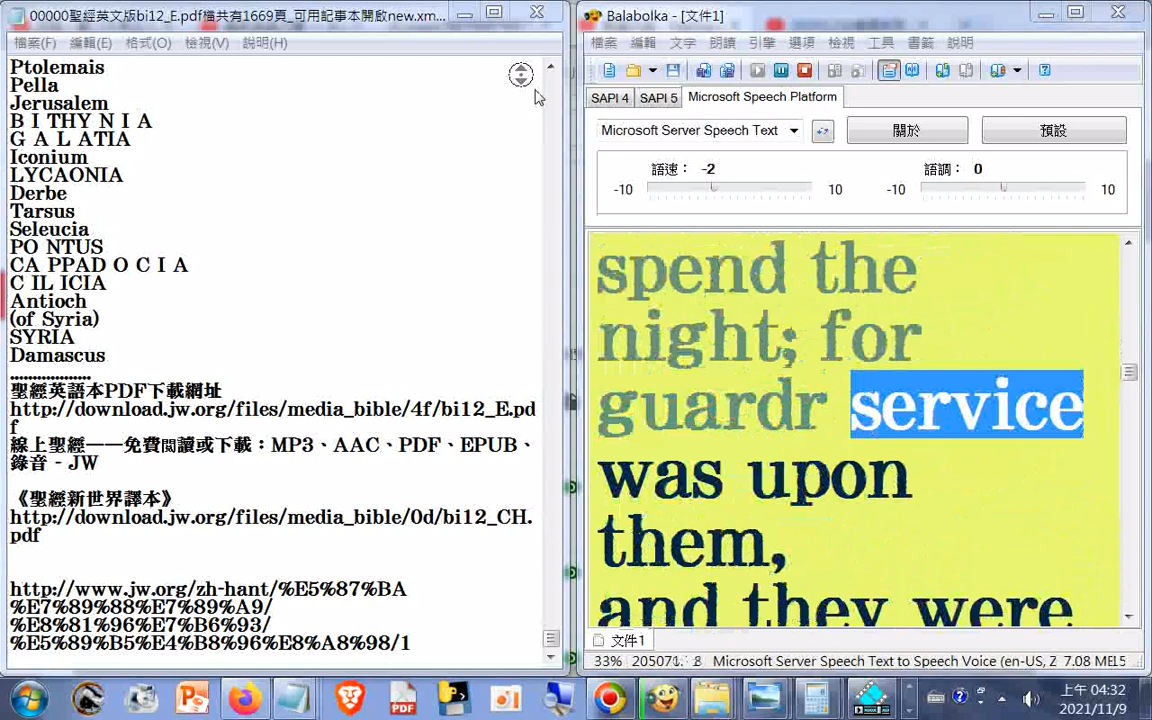 00000聖經英文版bi12_E.pdf檔共有1669頁_可用記事本開啟new.xm...
檔案(F) 編輯(E) 格式(O) 檢視(V) 說明(H)
Ptolemais
Pella
Jerusalem
B I THY N I A
G A L ATIA
Iconium
LYCAONIA
Derbe
Tarsus
Seleucia
PO NTUS
CA PPAD O C I A
C IL ICIA
Antioch
(of Syria)
SYRIA
Damascus
..................
聖經英語本PDF下載網址
http://download.jw.org/files/media_bible/4f/bi12_E.pd
f
線上聖經——免費閱讀或下載：MP3、AAC、PDF、EPUB、
錄音 - JW
《聖經新世界譯本》
http://download.jw.org/files/media_bible/0d/bi12_CH.
pdf
http://www.jw.org/zh-hant/%E5%87%BA
%E7%89%88%E7%89%A9/
%E8%81%96%E7%B6%93/
%E5%89%B5%E4%B8%96%E8%A8%98/1
Balabolka - [文件1]
檔案 編輯 文字 朗讀 引擎 選項 檢視 工具 書籤 說明
SAPI 4 SAPI 5 Microsoft Speech Platform
Microsoft Server Speech Text 關於 預設
語速： -2 語調： 0
-10 10 -10 10
spend the
night; for
guardr service
was upon
them,
and they were
文件1
33% Microsoft Server Speech Text to Speech Voice (en-US, Z 7.08 ME
PDF
上午 04:32
2021/11/9